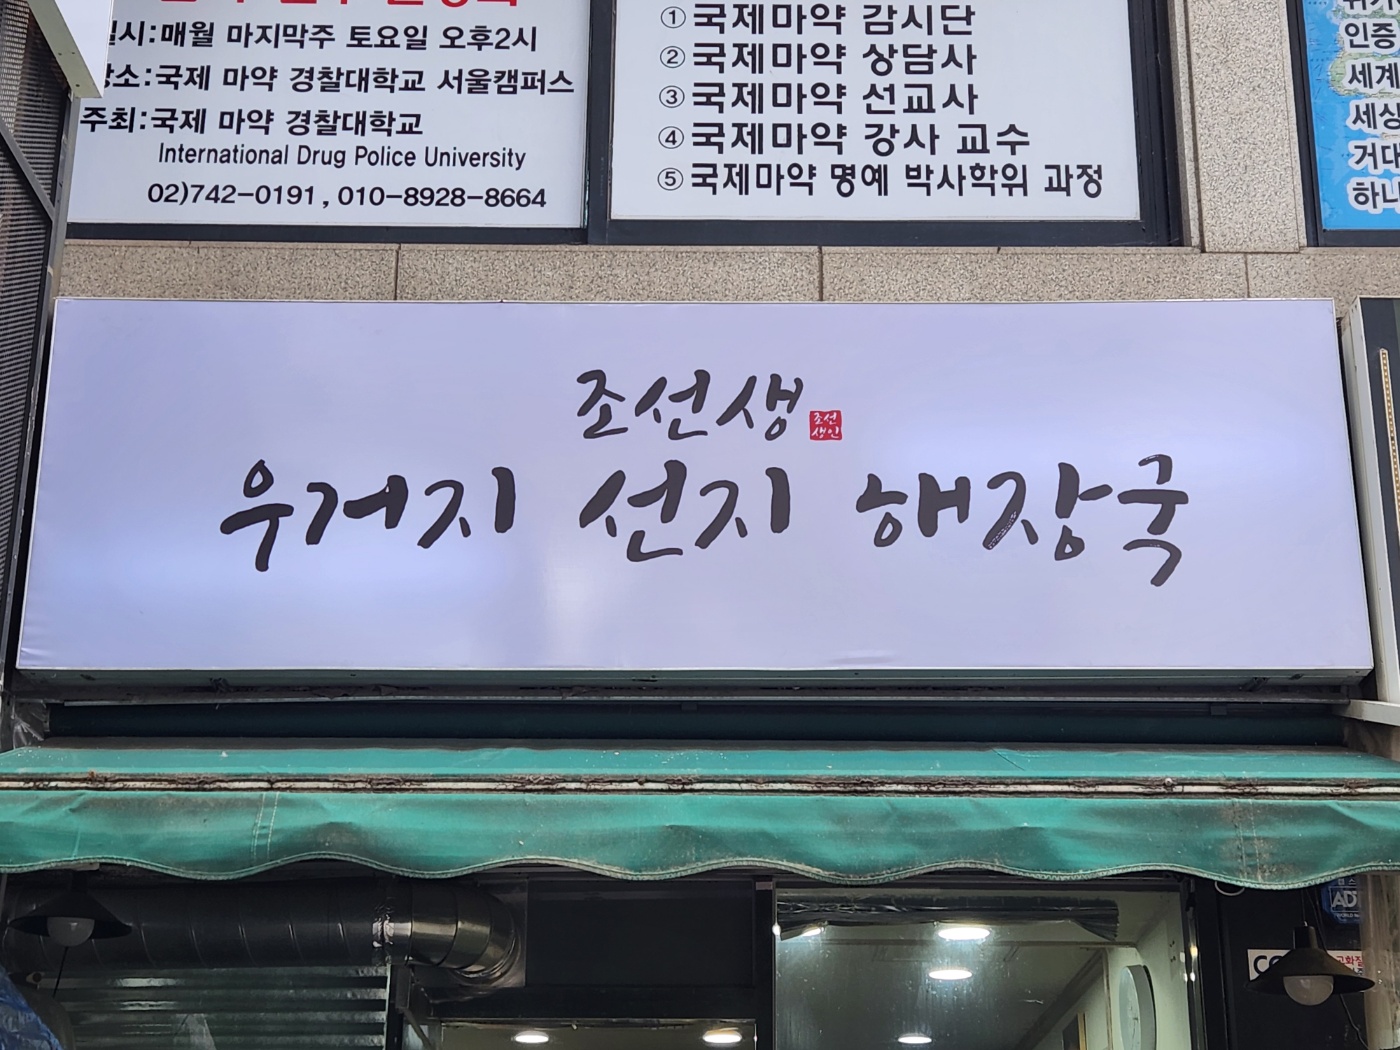 일시:매월 마지막주 토요일 오후2시
장소:국제 마약 경찰대학교 서울캠퍼스
주최:국제 마약 경찰대학교
International Drug Police University
02)742-0191, 010-8928-8664
① 국제마약 감시단
② 국제마약 상담사
③ 국제마약 선교사
④ 국제마약 강사 교수
⑤ 국제마약 명예 박사학위 과정
인증
세계
세상
거대
하나
조선생
조선
생인
우거지 선지 해장국